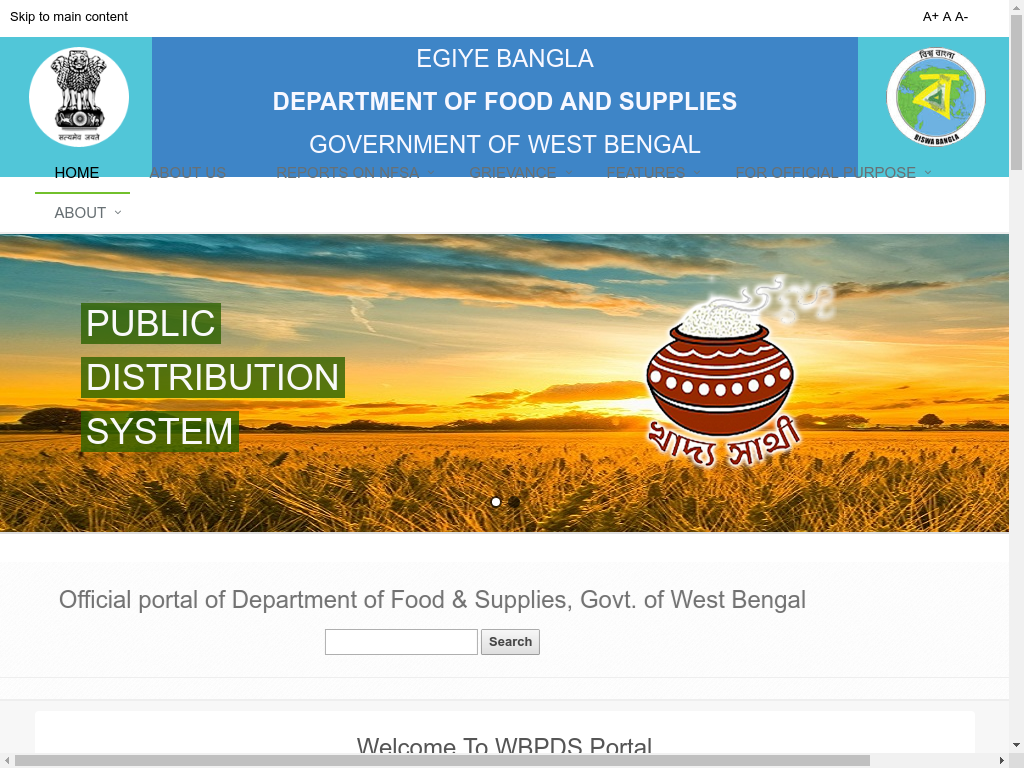 Skip to main content
A+ A A-
EGIYE BANGLA
DEPARTMENT OF FOOD AND SUPPLIES
GOVERNMENT OF WEST BENGAL
सत्यमेव जयते
বিশ্ব বাংলা
BISWA BANGLA
HOME ABOUT US REPORTS ON NFSA GRIEVANCE FEATURES FOR OFFICIAL PURPOSE
ABOUT
PUBLIC
DISTRIBUTION
SYSTEM
খাদ্য সাথী
Official portal of Department of Food & Supplies, Govt. of West Bengal
Search
Welcome To WBPDS Portal